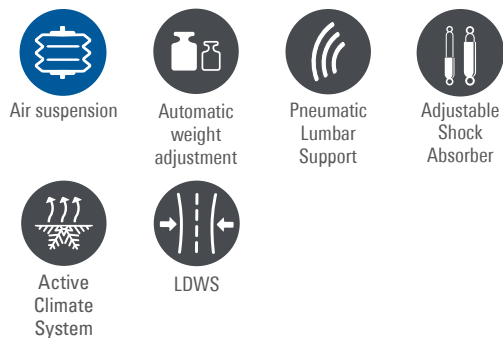 Air suspension
Automatic
weight
adjustment
Pneumatic
Lumbar
Support
Adjustable
Shock
Absorber
Active
Climate
System
LDWS